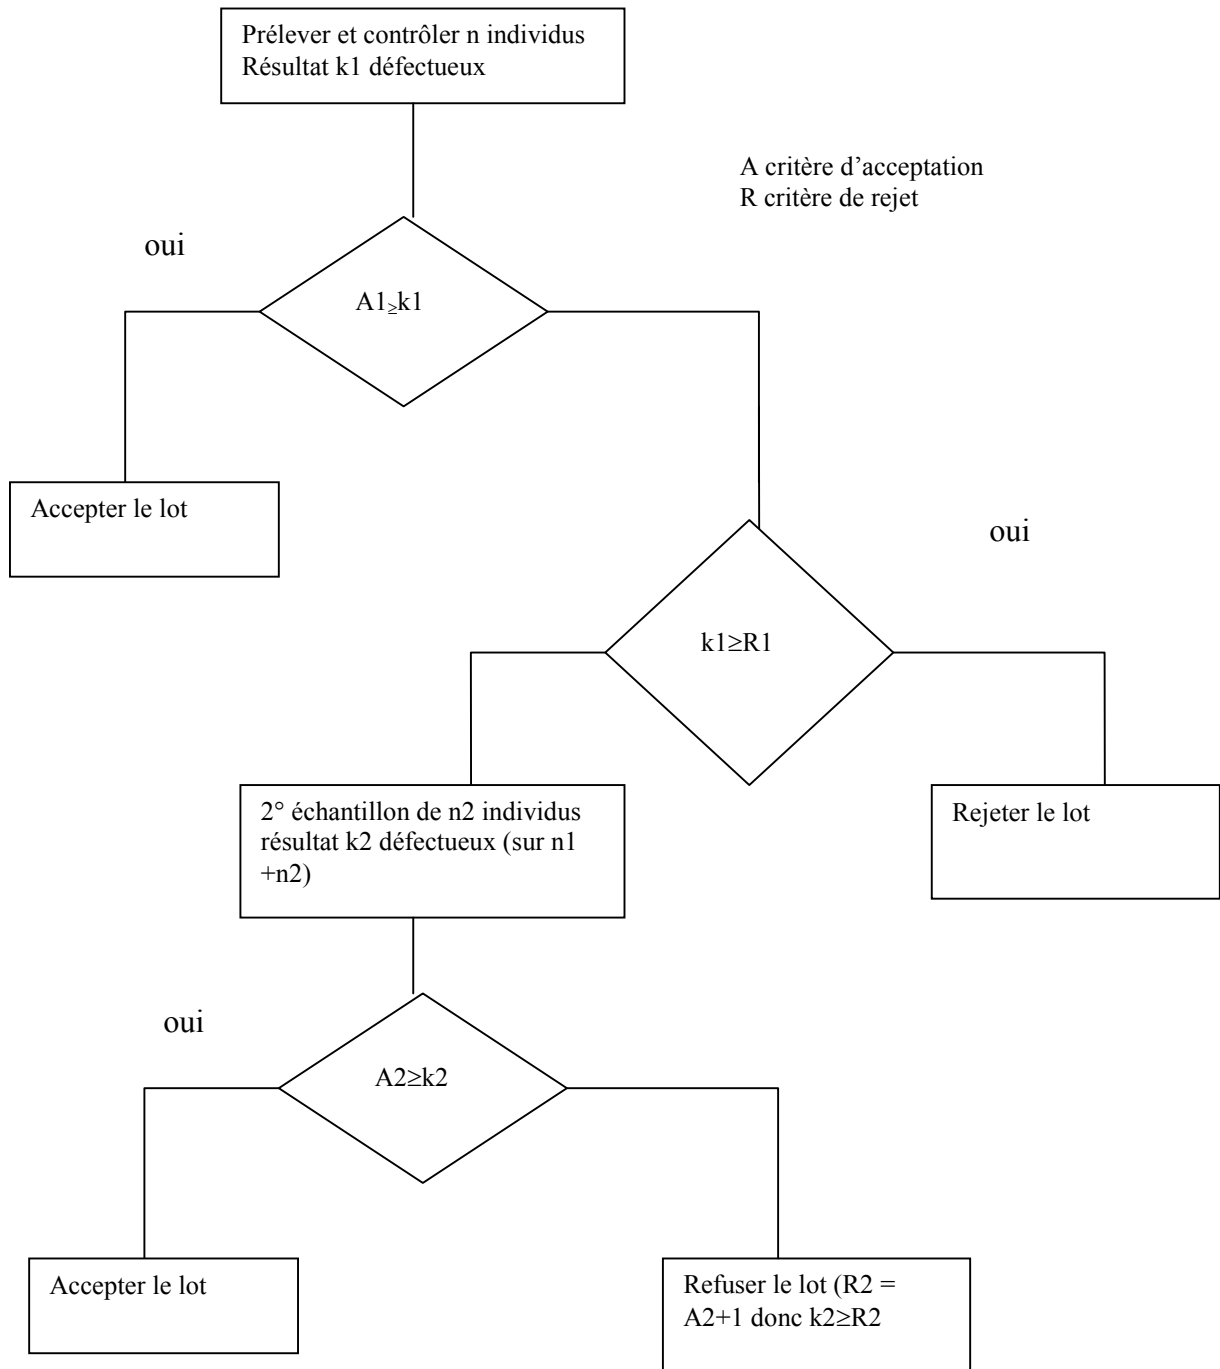 Prélever et contrôler n individus
Résultat k1 défectueux
A critère d’acceptation
R critère de rejet
oui
A1≥k1
Accepter le lot
oui
k1≥R1
2° échantillon de n2 individus
résultat k2 défectueux (sur n1
+n2)
Rejeter le lot
oui
A2≥k2
Accepter le lot
Refuser le lot (R2 =
A2+1 donc k2≥R2